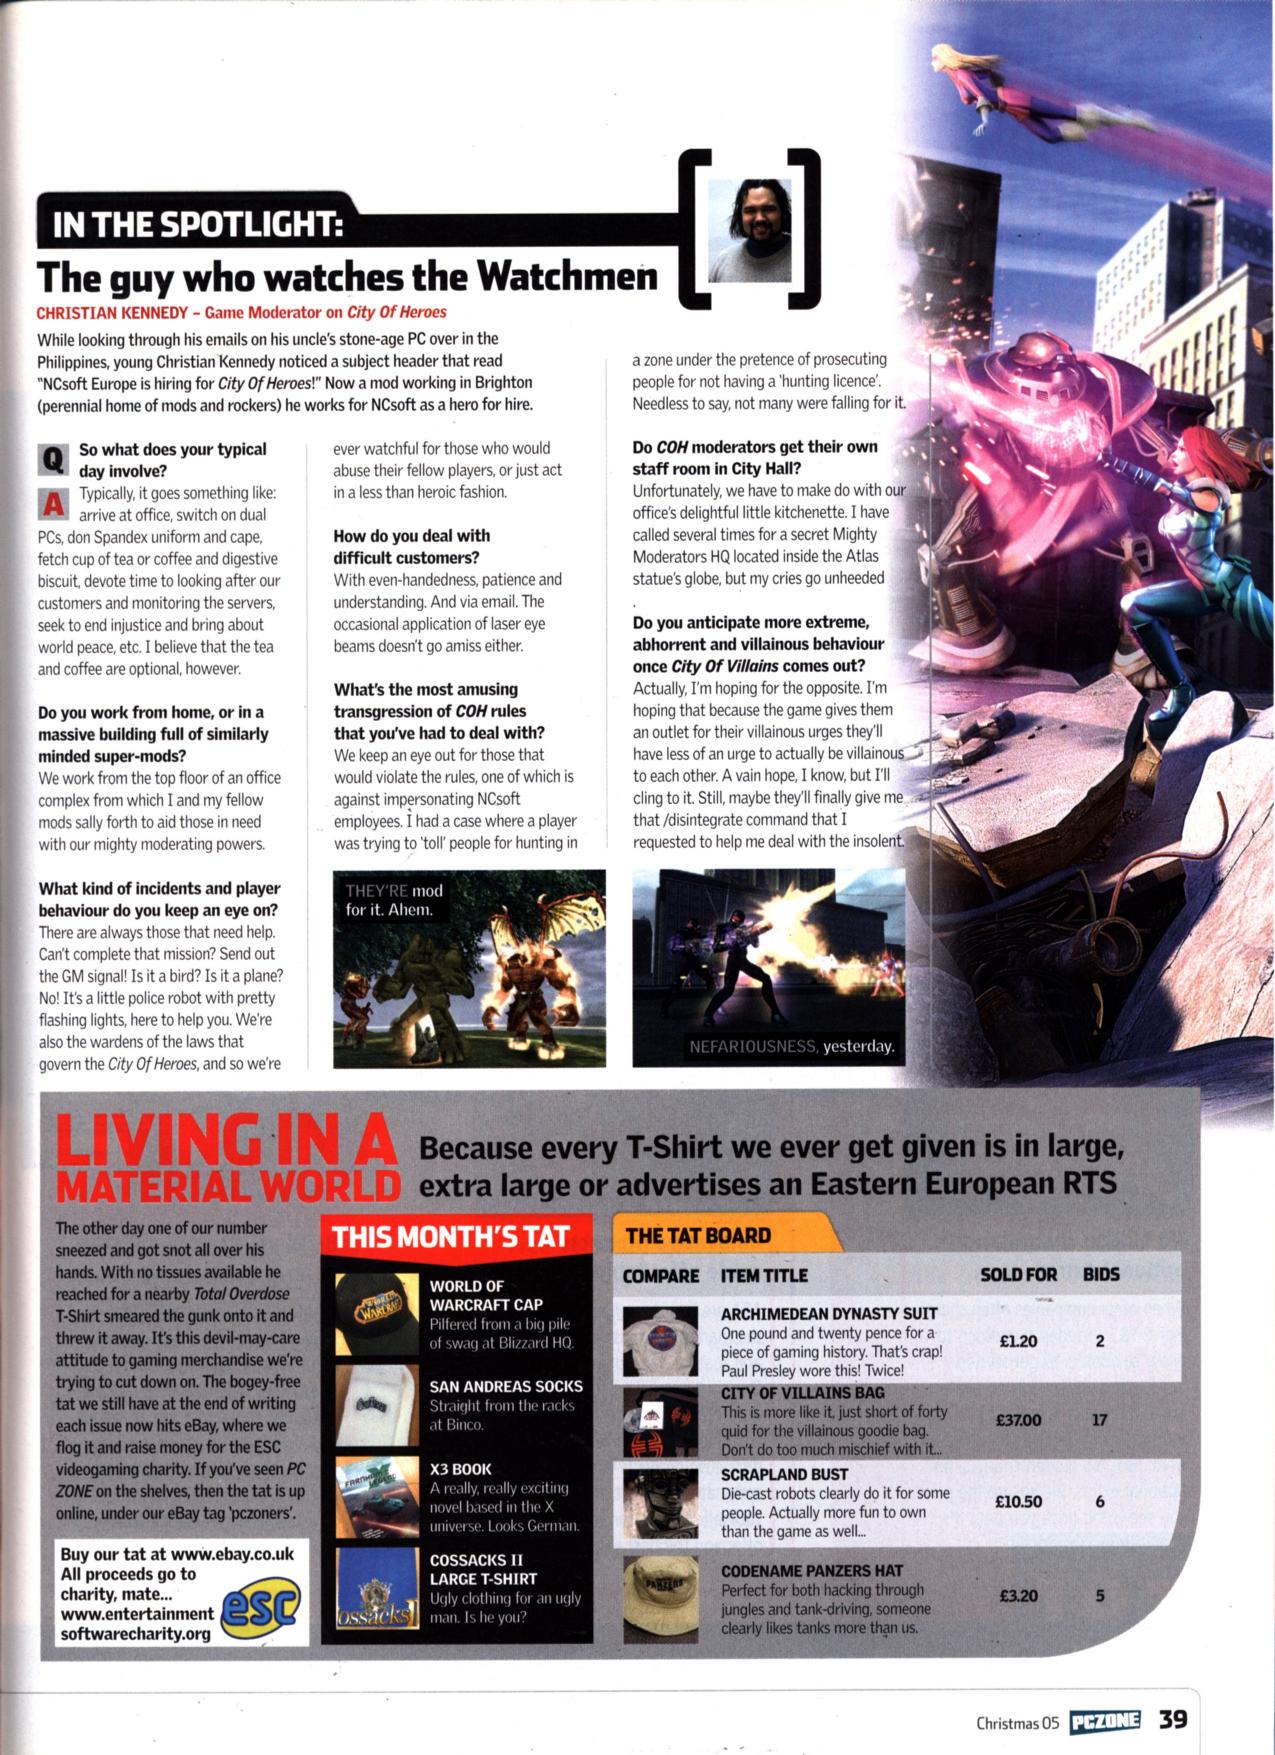 IN THE SPOTLIGHT:
The guy who watches the Watchmen
CHRISTIAN KENNEDY – Game Moderator on City Of Heroes
While looking through his emails on his uncle's stone-age PC over in the
Philippines, young Christian Kennedy noticed a subject header that read
"NCsoft Europe is hiring for City Of Heroes!" Now a mod working in Brighton
(perennial home of mods and rockers) he works for NCsoft as a hero for hire.
Q So what does your typical
day involve?
A Typically, it goes something like:
arrive at office, switch on dual
PCs, don Spandex uniform and cape,
fetch cup of tea or coffee and digestive
biscuit, devote time to looking after our
customers and monitoring the servers,
seek to end injustice and bring about
world peace, etc. I believe that the tea
and coffee are optional, however.
Do you work from home, or in a
massive building full of similarly
minded super-mods?
We work from the top floor of an office
complex from which I and my fellow
mods sally forth to aid those in need
with our mighty moderating powers.
What kind of incidents and player
behaviour do you keep an eye on?
There are always those that need help.
Can't complete that mission? Send out
the GM signal! Is it a bird? Is it a plane?
No! It's a little police robot with pretty
flashing lights, here to help you. We're
also the wardens of the laws that
govern the City Of Heroes, and so we're
ever watchful for those who would
abuse their fellow players, or just act
in a less than heroic fashion.
How do you deal with
difficult customers?
With even-handedness, patience and
understanding. And via email. The
occasional application of laser eye
beams doesn't go amiss either.
What's the most amusing
transgression of COH rules
that you've had to deal with?
We keep an eye out for those that
would violate the rules, one of which is
against impersonating NCsoft
employees. I had a case where a player
was trying to 'toll' people for hunting in
a zone under the pretence of prosecuting
people for not having a 'hunting licence'.
Needless to say, not many were falling for it.
Do COH moderators get their own
staff room in City Hall?
Unfortunately, we have to make do with our
office's delightful little kitchenette. I have
called several times for a secret Mighty
Moderators HQ located inside the Atlas
statue's globe, but my cries go unheeded
.
Do you anticipate more extreme,
abhorrent and villainous behaviour
once City Of Villains comes out?
Actually, I'm hoping for the opposite. I'm
hoping that because the game gives them
an outlet for their villainous urges they'll
have less of an urge to actually be villainous
to each other. A vain hope, I know, but I'll
cling to it. Still, maybe they'll finally give me
that /disintegrate command that I
requested to help me deal with the insolent.
THEY'RE mod
for it. Ahem.
NEFARIOUSNESS, yesterday.
LIVING IN A
MATERIAL WORLD
Because every T-Shirt we ever get given is in large,
extra large or advertises an Eastern European RTS
The other day one of our number
sneezed and got snot all over his
hands. With no tissues available he
reached for a nearby Total Overdose
T-Shirt smeared the gunk onto it and
threw it away. It's this devil-may-care
attitude to gaming merchandise we're
trying to cut down on. The bogey-free
tat we still have at the end of writing
each issue now hits eBay, where we
flog it and raise money for the ESC
videogaming charity. If you've seen PC
ZONE on the shelves, then the tat is up
online, under our eBay tag 'pczoners'.
Buy our tat at www.ebay.co.uk
All proceeds go to
charity, mate...
www.entertainment
softwarecharity.org
esc
THIS MONTH'S TAT
WORLD OF
WARCRAFT CAP
Pilfered from a big pile
of swag at Blizzard HQ.
SAN ANDREAS SOCKS
Straight from the racks
at Binco.
X3 BOOK
A really, really exciting
novel based in the X
universe. Looks German.
COSSACKS II
LARGE T-SHIRT
Ugly clothing for an ugly
man. Is he you?
THE TAT BOARD
COMPARE ITEM TITLE SOLD FOR BIDS
ARCHIMEDEAN DYNASTY SUIT
One pound and twenty pence for a
piece of gaming history. That's crap!
Paul Presley wore this! Twice!
£1.20 2
CITY OF VILLAINS BAG
This is more like it, just short of forty
quid for the villainous goodie bag.
Don't do too much mischief with it...
£37.00 17
SCRAPLAND BUST
Die-cast robots clearly do it for some
people. Actually more fun to own
than the game as well...
£10.50 6
CODENAME PANZERS HAT
Perfect for both hacking through
jungles and tank-driving, someone
clearly likes tanks more than us.
£3.20 5
Christmas 05 PCZONE 39